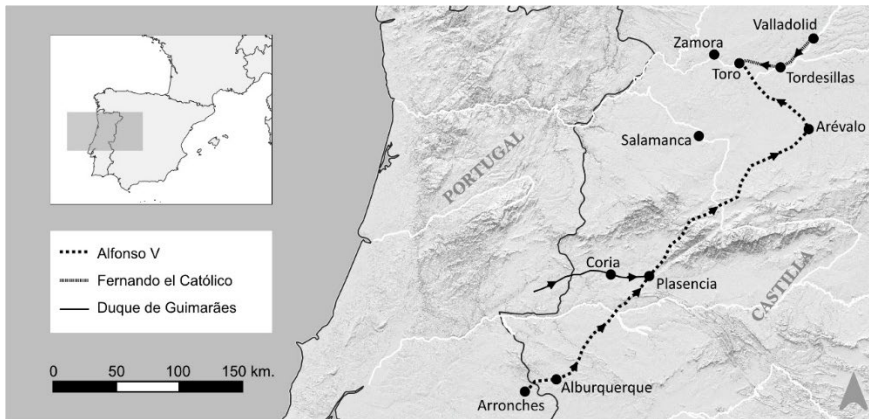 Valladolid
Zamora
Toro
Tordesillas
Arévalo
Salamanca
PORTUGAL
Alfonso V
Fernando el Católico
Duque de Guimarães
Coria
Plasencia
CASTILLA
0 50 100 150 km.
Alburquerque
Arronches